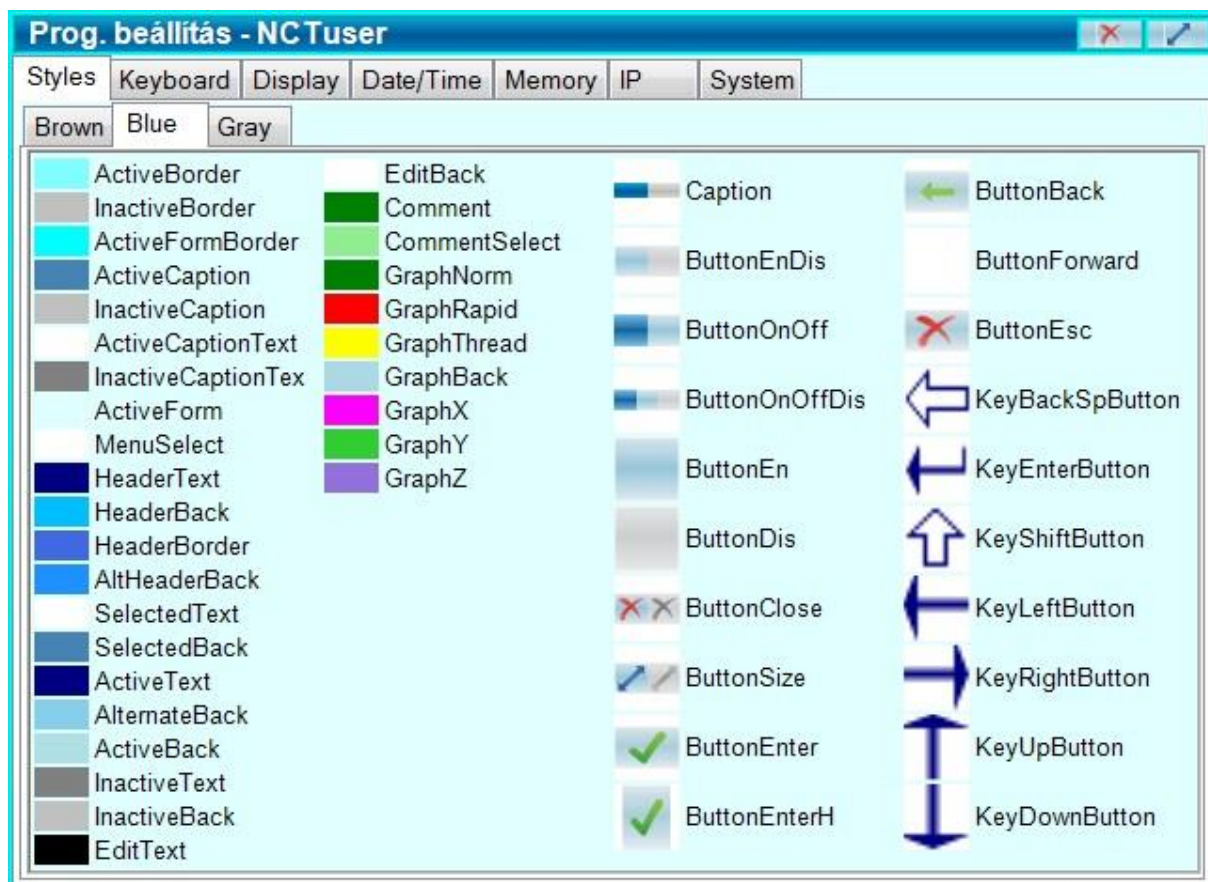 Prog. beállítás - NCTuser
Styles Keyboard Display Date/Time Memory IP System
Brown Blue Gray
ActiveBorder
InactiveBorder
ActiveFormBorder
ActiveCaption
InactiveCaption
ActiveCaptionText
InactiveCaptionTex
ActiveForm
MenuSelect
HeaderText
HeaderBack
HeaderBorder
AltHeaderBack
SelectedText
SelectedBack
ActiveText
AlternateBack
ActiveBack
InactiveText
InactiveBack
EditText
EditBack
Comment
CommentSelect
GraphNorm
GraphRapid
GraphThread
GraphBack
GraphX
GraphY
GraphZ
Caption
ButtonEnDis
ButtonOnOff
ButtonOnOffDis
ButtonEn
ButtonDis
ButtonClose
ButtonSize
ButtonEnter
ButtonEnterH
ButtonBack
ButtonForward
ButtonEsc
KeyBackSpButton
KeyEnterButton
KeyShiftButton
KeyLeftButton
KeyRightButton
KeyUpButton
KeyDownButton